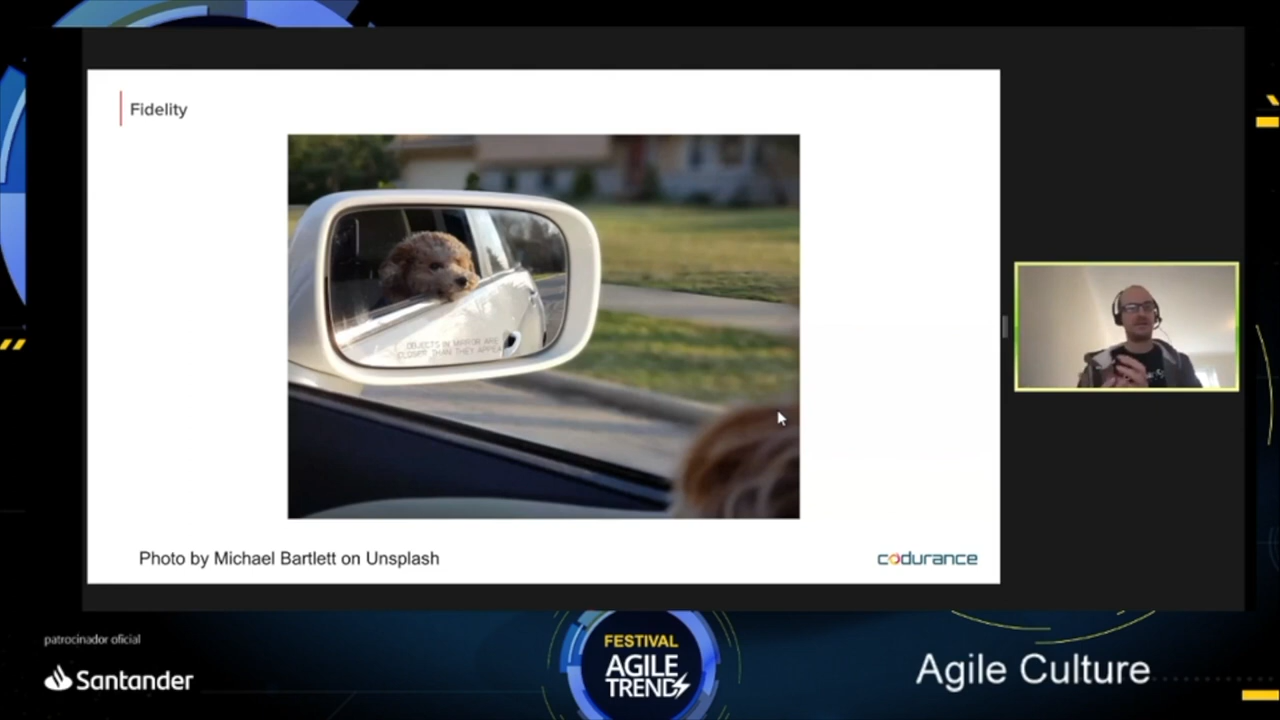 Fidelity
OBJECTS IN MIRROR ARE
CLOSER THAN THEY APPEA
Photo by Michael Bartlett on Unsplash
codurance
patrocinador oficial
Santander
FESTIVAL
AGILE
TRENDS
Agile Culture